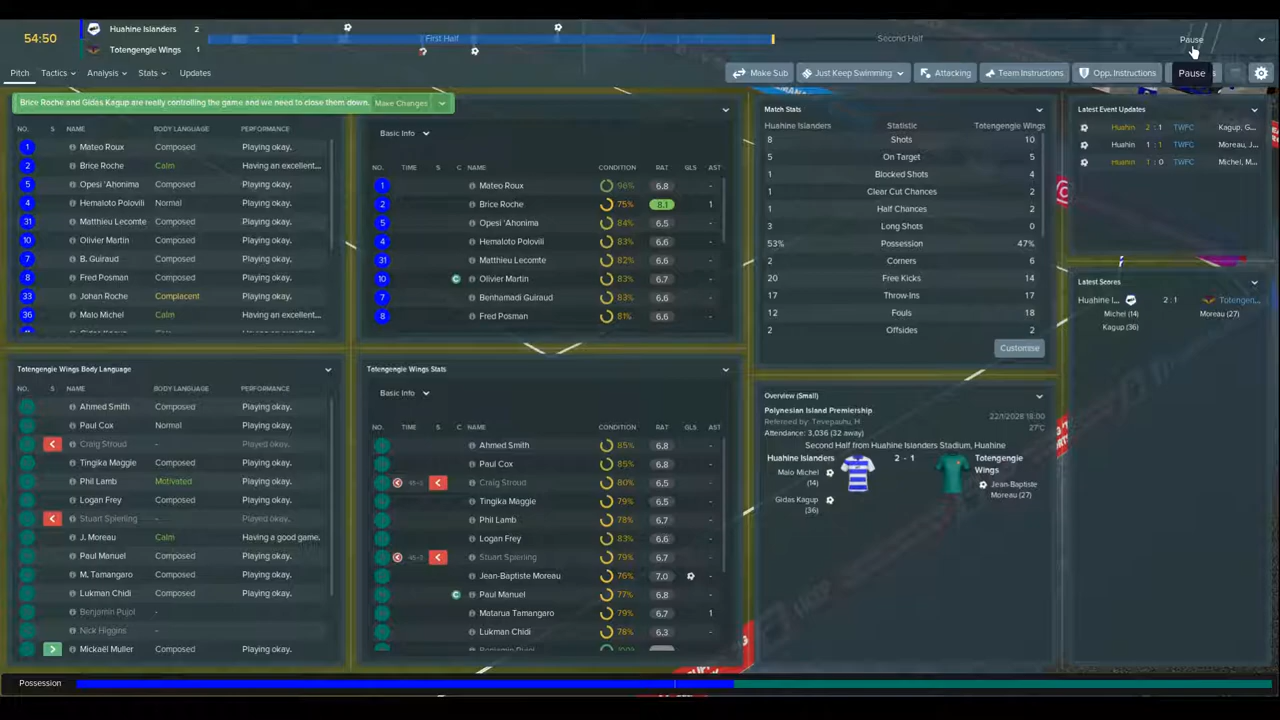 54:50
Huahine Islanders 2
Totengengie Wings 1
First Half
Second Half
Pause
Pitch Tactics Analysis Stats Updates
Make Sub Just Keep Swimming Attacking Team Instructions Opp. Instructions
Pause
Brice Roche and Gidas Kagup are really controlling the game and we need to close them down. Make Changes
NO. S NAME BODY LANGUAGE PERFORMANCE
1 Mateo Roux Composed Playing okay.
2 Brice Roche Calm Having an excellent...
5 Opesi 'Ahonima Composed Playing okay.
4 Hemaloto Polovili Normal Playing okay.
31 Matthieu Lecomte Composed Playing okay.
10 Olivier Martin Composed Playing okay.
7 B. Guiraud Composed Playing okay.
8 Fred Posman Composed Playing okay.
33 Johan Roche Complacent Playing okay.
36 Malo Michel Calm Having an excellent...
Basic Info
NO. TIME S C NAME CONDITION RAT GLS AST
1 Mateo Roux 96% 6.8 - -
2 Brice Roche 75% 8.1 - 1
5 Opesi 'Ahonima 84% 6.5 - -
4 Hemaloto Polovili 83% 6.6 - -
31 Matthieu Lecomte 82% 6.6 - -
10 C Olivier Martin 83% 6.7 - -
7 Benhamadi Guiraud 83% 6.6 - -
8 Fred Posman 81% 6.6 - -
Match Stats
Huahine Islanders Statistic Totengengie Wings
8 Shots 10
5 On Target 5
1 Blocked Shots 4
1 Clear Cut Chances 2
1 Half Chances 2
3 Long Shots 0
53% Possession 47%
2 Corners 6
20 Free Kicks 14
17 Throw-Ins 17
12 Fouls 18
2 Offsides 2
Customise
Latest Event Updates
Huahin 2 : 1 TWFC Kagup, G...
Huahin 1 : 1 TWFC Moreau, J...
Huahin 1 : 0 TWFC Michel, M...
Latest Scores
Huahine I... 2 : 1 Totengen...
Michel (14) Moreau (27)
Kagup (36)
Totengengie Wings Body Language
NO. S NAME BODY LANGUAGE PERFORMANCE
Ahmed Smith Composed Playing okay.
Paul Cox Normal Playing okay.
Craig Stroud - Played okay.
Tingika Maggie Composed Playing okay.
Phil Lamb Motivated Playing okay.
Logan Frey Composed Playing okay.
Stuart Spierling - Played okay.
J. Moreau Calm Having a good game.
Paul Manuel Composed Playing okay.
M. Tamangaro Composed Playing okay.
Lukman Chidi Composed Playing okay.
Benjamin Pujol -
Nick Higgins -
Mickaël Muller Composed Playing okay.
Totengengie Wings Stats
Basic Info
NO. TIME S C NAME CONDITION RAT GLS AST
Ahmed Smith 85% 6.8 - -
Paul Cox 85% 6.8 - -
Craig Stroud 80% 6.5 - -
Tingika Maggie 79% 6.5 - -
Phil Lamb 78% 6.7 - -
Logan Frey 83% 6.6 - -
Stuart Spierling 79% 6.7 - -
Jean-Baptiste Moreau 76% 7.0 -
C Paul Manuel 77% 6.8 - -
Matarua Tamangaro 79% 6.7 - 1
Lukman Chidi 78% 6.3 - -
Overview (Small)
Polynesian Island Premiership
Refereed by: Tevepauhu, H
Attendance: 3,036 (32 away)
22/1/2028 18:00
27°C
Second Half from Huahine Islanders Stadium, Huahine
Huahine Islanders 2 - 1 Totengengie Wings
Malo Michel (14)
Gidas Kagup (36)
Jean-Baptiste Moreau (27)
Possession